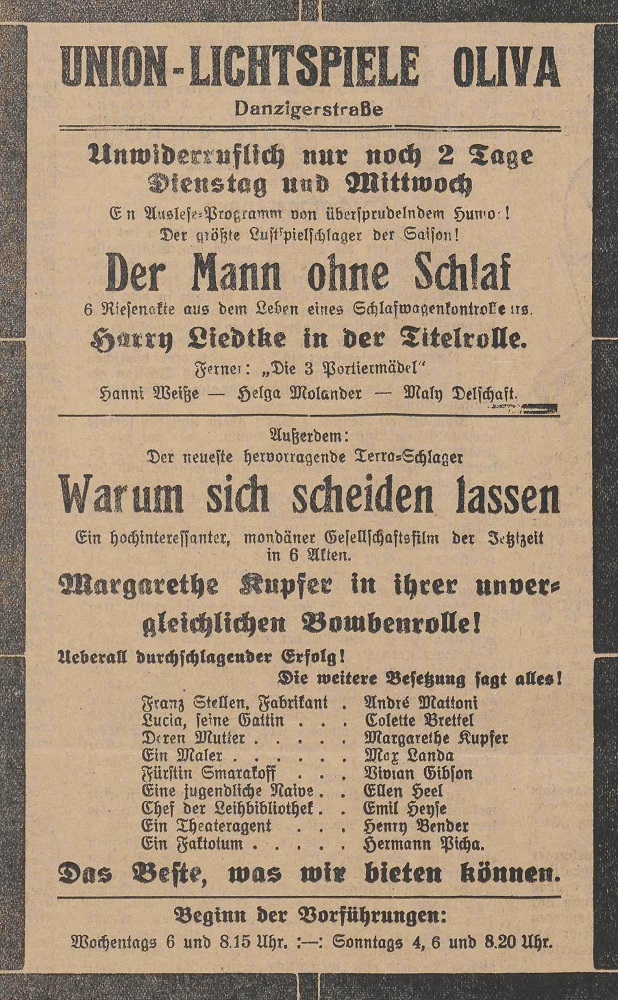 UNION-LICHTSPIELE OLIVA
Danzigerstraße
Unwiderruflich nur noch 2 Tage
Dienstag und Mittwoch
E n Auslese-Programm von übersprudelndem Humo !
Der größte Lustspielschlager der Saison!
Der Mann ohne Schlaf
6 Riesenakte aus dem Leben eines Schlafwagenkontrolleurs.
Harry Liedtke in der Titelrolle.
Ferner: „Die 3 Portiermädel“
Hanni Weiße — Helga Molander — Maly Delschaft.
Außerdem:
Der neueste hervorragende Terra-Schlager
Warum sich scheiden lassen
Ein hochinteressanter, mondäner Gesellschaftsfilm der Jetztzeit
in 6 Akten.
Margarethe Kupfer in ihrer unver-
gleichlichen Bombenrolle!
Ueberall durchschlagender Erfolg!
Die weitere Besetzung sagt alles!
Franz Stellen, Fabrikant . André Mattoni
Lucia, seine Gattin . . . Colette Brettel
Deren Mutter . . . . . Margarethe Kupfer
Ein Maler . . . . . . Max Landa
Fürstin Smarakoff . . . Vivian Gibson
Eine jugendliche Naive . . Ellen Heel
Chef der Leihbibliothek . . Emil Heyse
Ein Theateragent . . . Henry Bender
Ein Faktotum . . . . . Hermann Picha.
Das Beste, was wir bieten können.
Beginn der Vorführungen:
Wochentags 6 und 8.15 Uhr. :—: Sonntags 4, 6 und 8.20 Uhr.